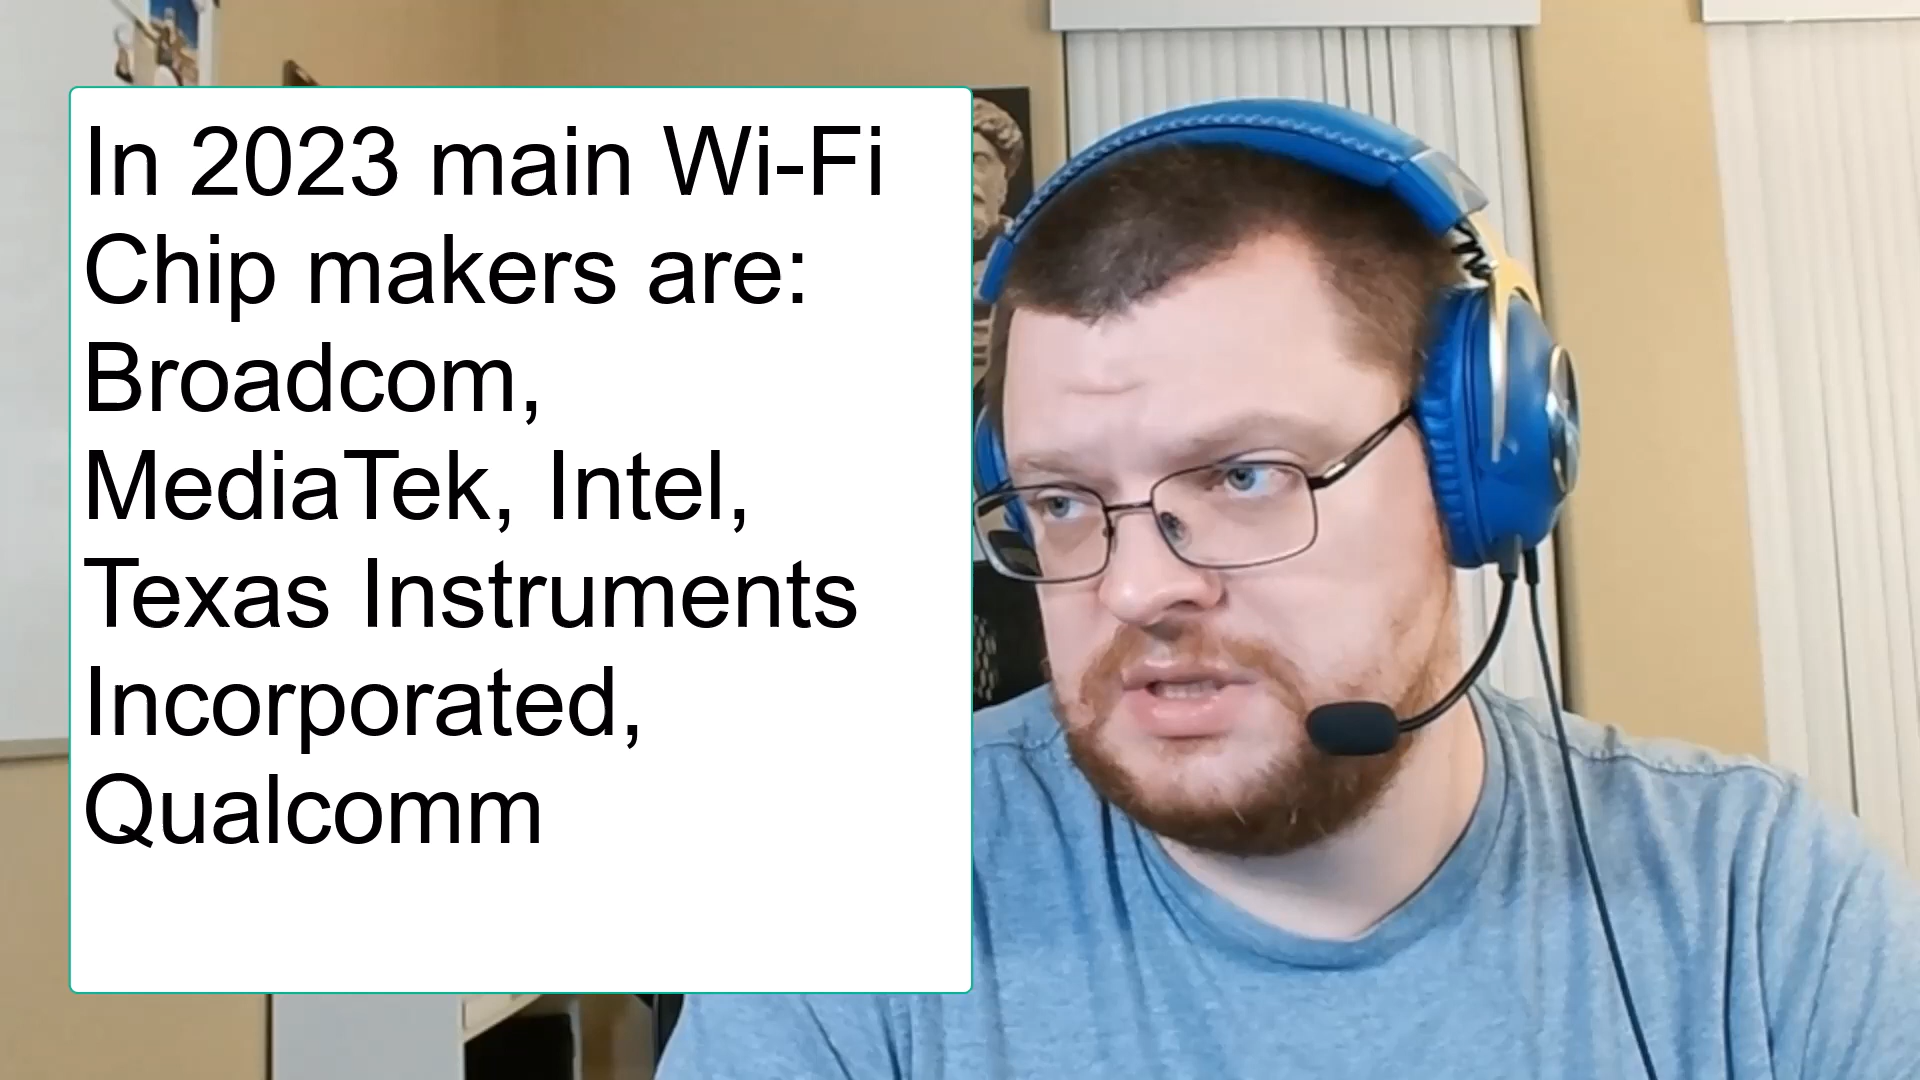 In 2023 main Wi-Fi
Chip makers are:
Broadcom,
MediaTek, Intel,
Texas Instruments
Incorporated,
Qualcomm